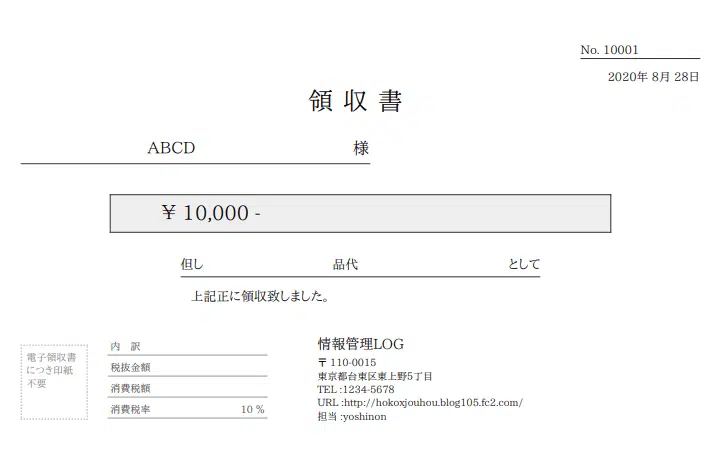 No. 10001
2020年 8月 28日
領 収 書
ABCD 様
¥ 10,000 -
但し 品代 として
上記正に領収致しました。
電子領収書
につき印紙
不要
内　訳
税抜金額
消費税額
消費税率 10 %
情報管理LOG
〒 110-0015
東京都台東区東上野5丁目
TEL :1234-5678
URL :http://hokoxjouhou.blog105.fc2.com/
担当 :yoshinon